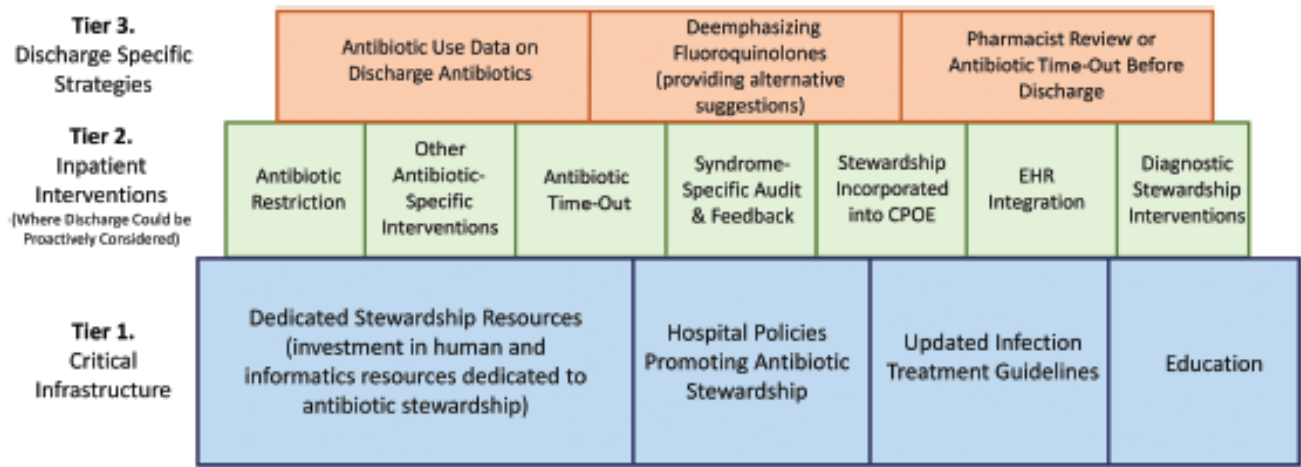 Tier 3.
Discharge Specific
Strategies
Antibiotic Use Data on
Discharge Antibiotics
Deemphasizing
Fluoroquinolones
(providing alternative
suggestions)
Pharmacist Review or
Antibiotic Time-Out Before
Discharge
Tier 2.
Inpatient
Interventions
(Where Discharge Could be
Proactively Considered)
Antibiotic
Restriction
Other
Antibiotic-
Specific
Interventions
Antibiotic
Time-Out
Syndrome-
Specific Audit
& Feedback
Stewardship
Incorporated
into CPOE
EHR
Integration
Diagnostic
Stewardship
Interventions
Tier 1.
Critical
Infrastructure
Dedicated Stewardship Resources
(investment in human and
informatics resources dedicated to
antibiotic stewardship)
Hospital Policies
Promoting Antibiotic
Stewardship
Updated Infection
Treatment Guidelines
Education